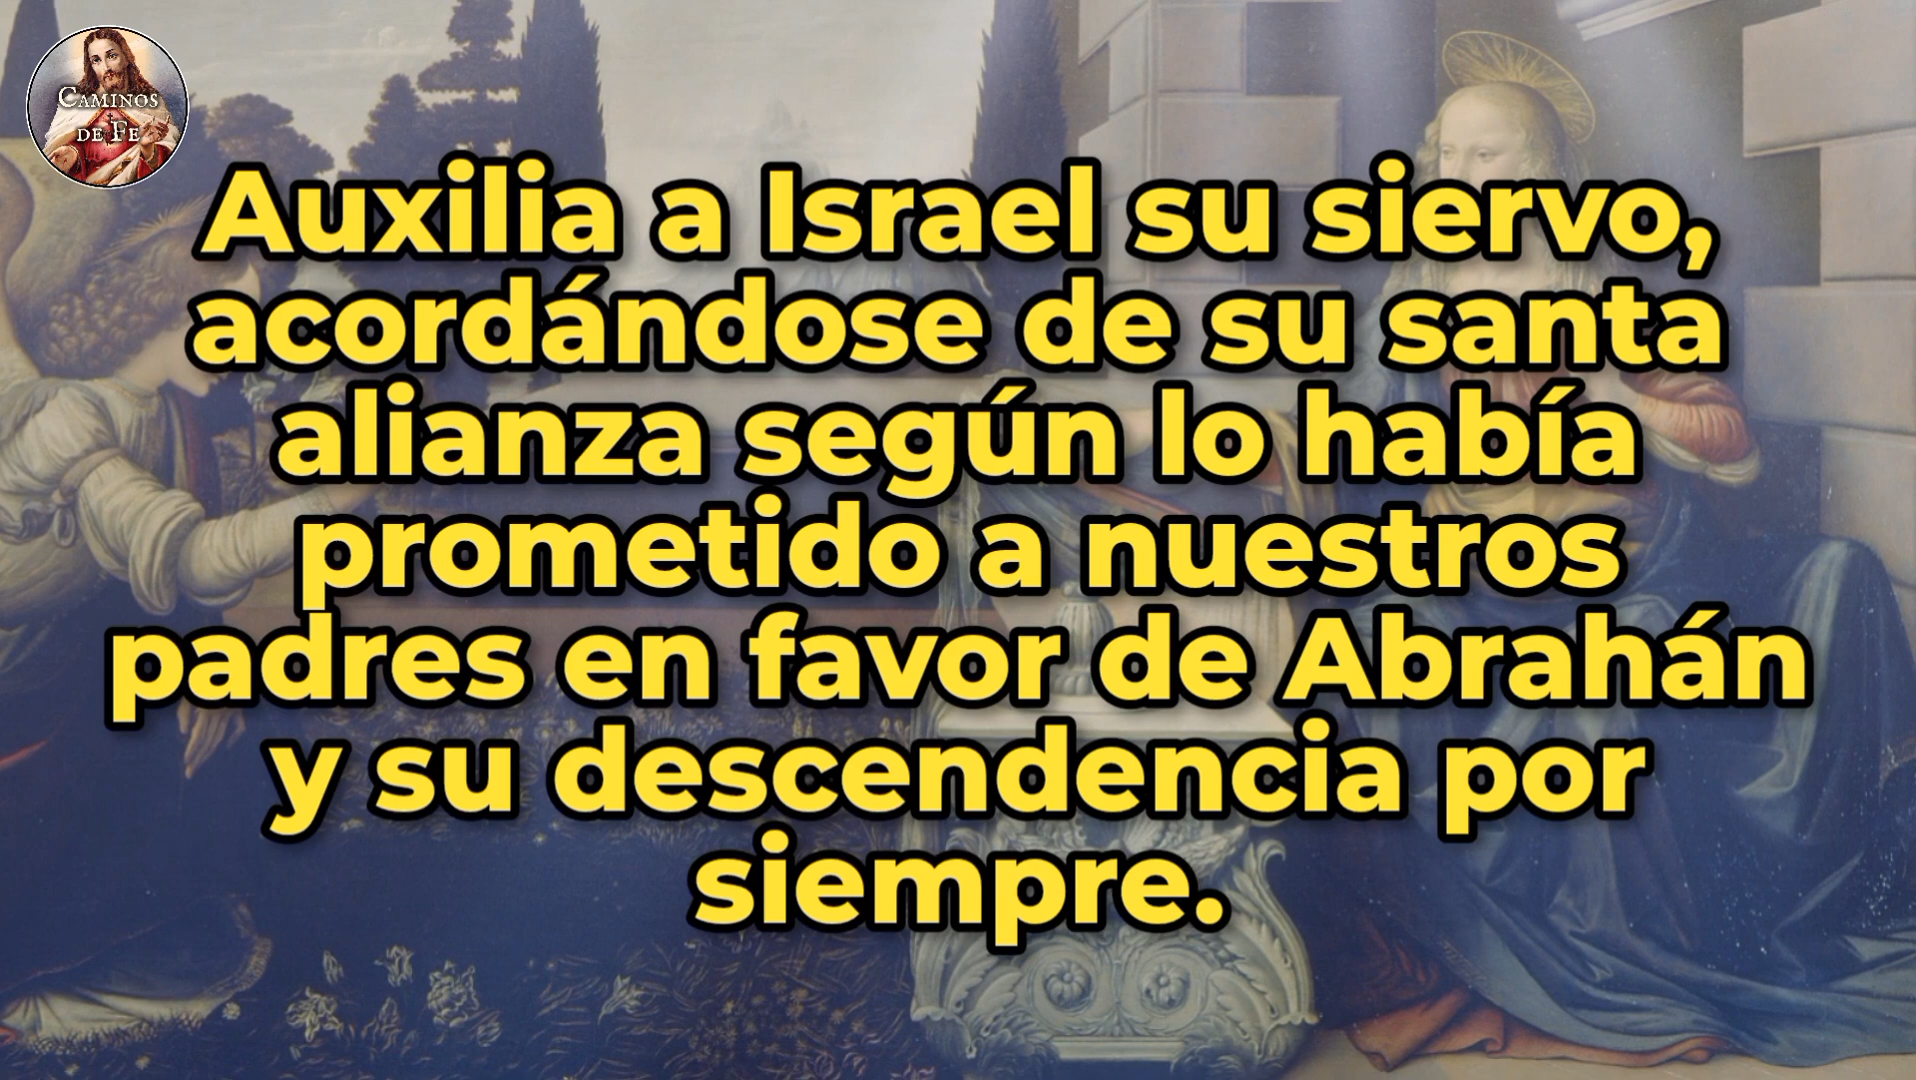 CAMINOS
DE FE
Auxilia a Israel su siervo,
acordándose de su santa
alianza según lo había
prometido a nuestros
padres en favor de Abrahán
y su descendencia por
siempre.